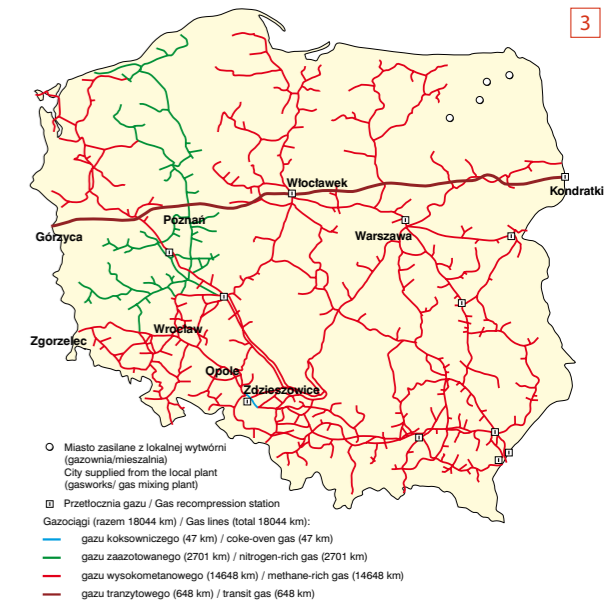 3
Włocławek
Kondratki
Poznań
Górzyca
Warszawa
Zgorzelec
Wrocław
Opole
Zdzieszowice
Miasto zasilane z lokalnej wytwórni
(gazownia/mieszalnia)
City supplied from the local plant
(gasworks/ gas mixing plant)
Przetłocznia gazu / Gas recompression station
Gazociągi (razem 18044 km) / Gas lines (total 18044 km):
gazu koksowniczego (47 km) / coke-oven gas (47 km)
gazu zaazotowanego (2701 km) / nitrogen-rich gas (2701 km)
gazu wysokometanowego (14648 km) / methane-rich gas (14648 km)
gazu tranzytowego (648 km) / transit gas (648 km)